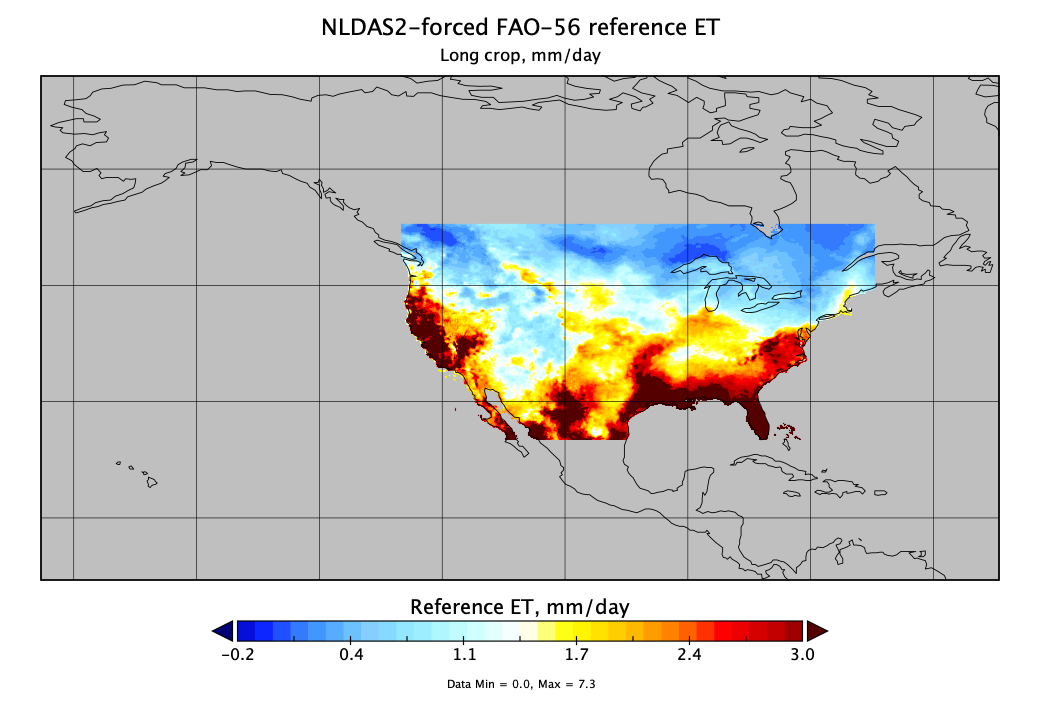 NLDAS2-forced FAO-56 reference ET
Long crop, mm/day
Reference ET, mm/day
-0.2 0.4 1.1 1.7 2.4 3.0
Data Min = 0.0, Max = 7.3